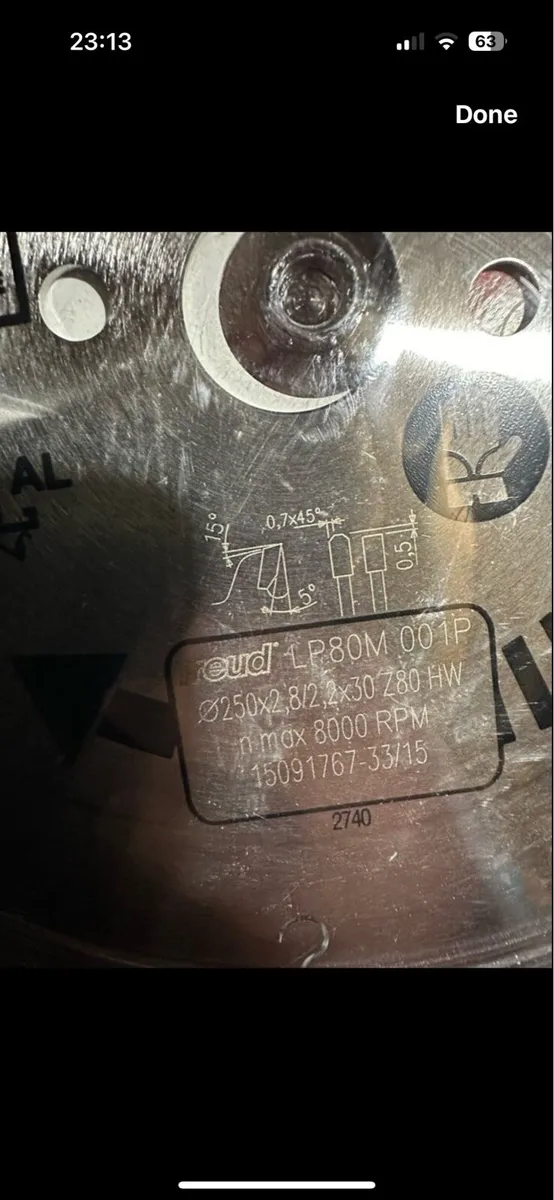 23:13
63
Done
AL
15°
0,7x45°
5°
0,5
freud LP80M 001P
Ø250x2,8/2,2x30 Z80 HW
n max 8000 RPM
15091767-33/15
2740